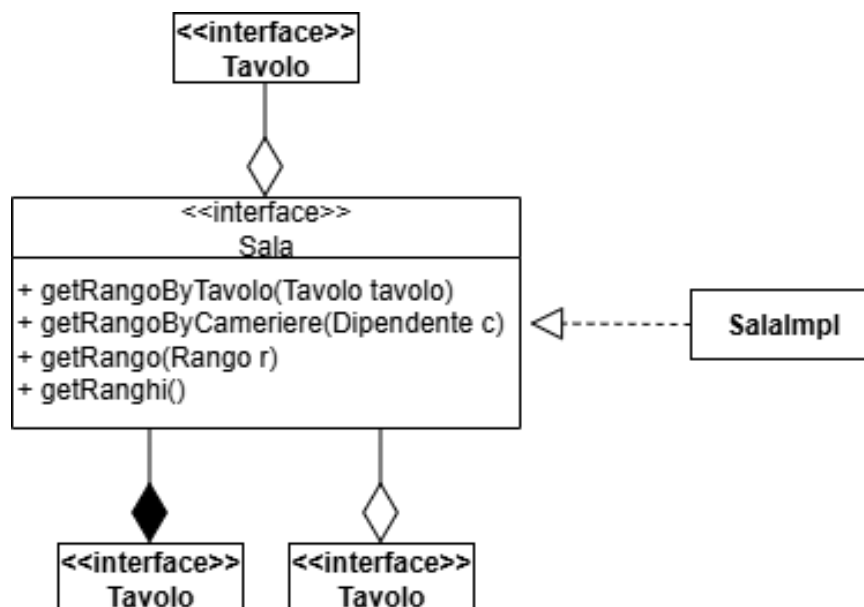 <<interface>>
Tavolo
<<interface>>
Sala
+ getRangoByTavolo(Tavolo tavolo)
+ getRangoByCameriere(Dipendente c)
+ getRango(Rango r)
+ getRanghi()
SalaImpl
<<interface>>
Tavolo
<<interface>>
Tavolo